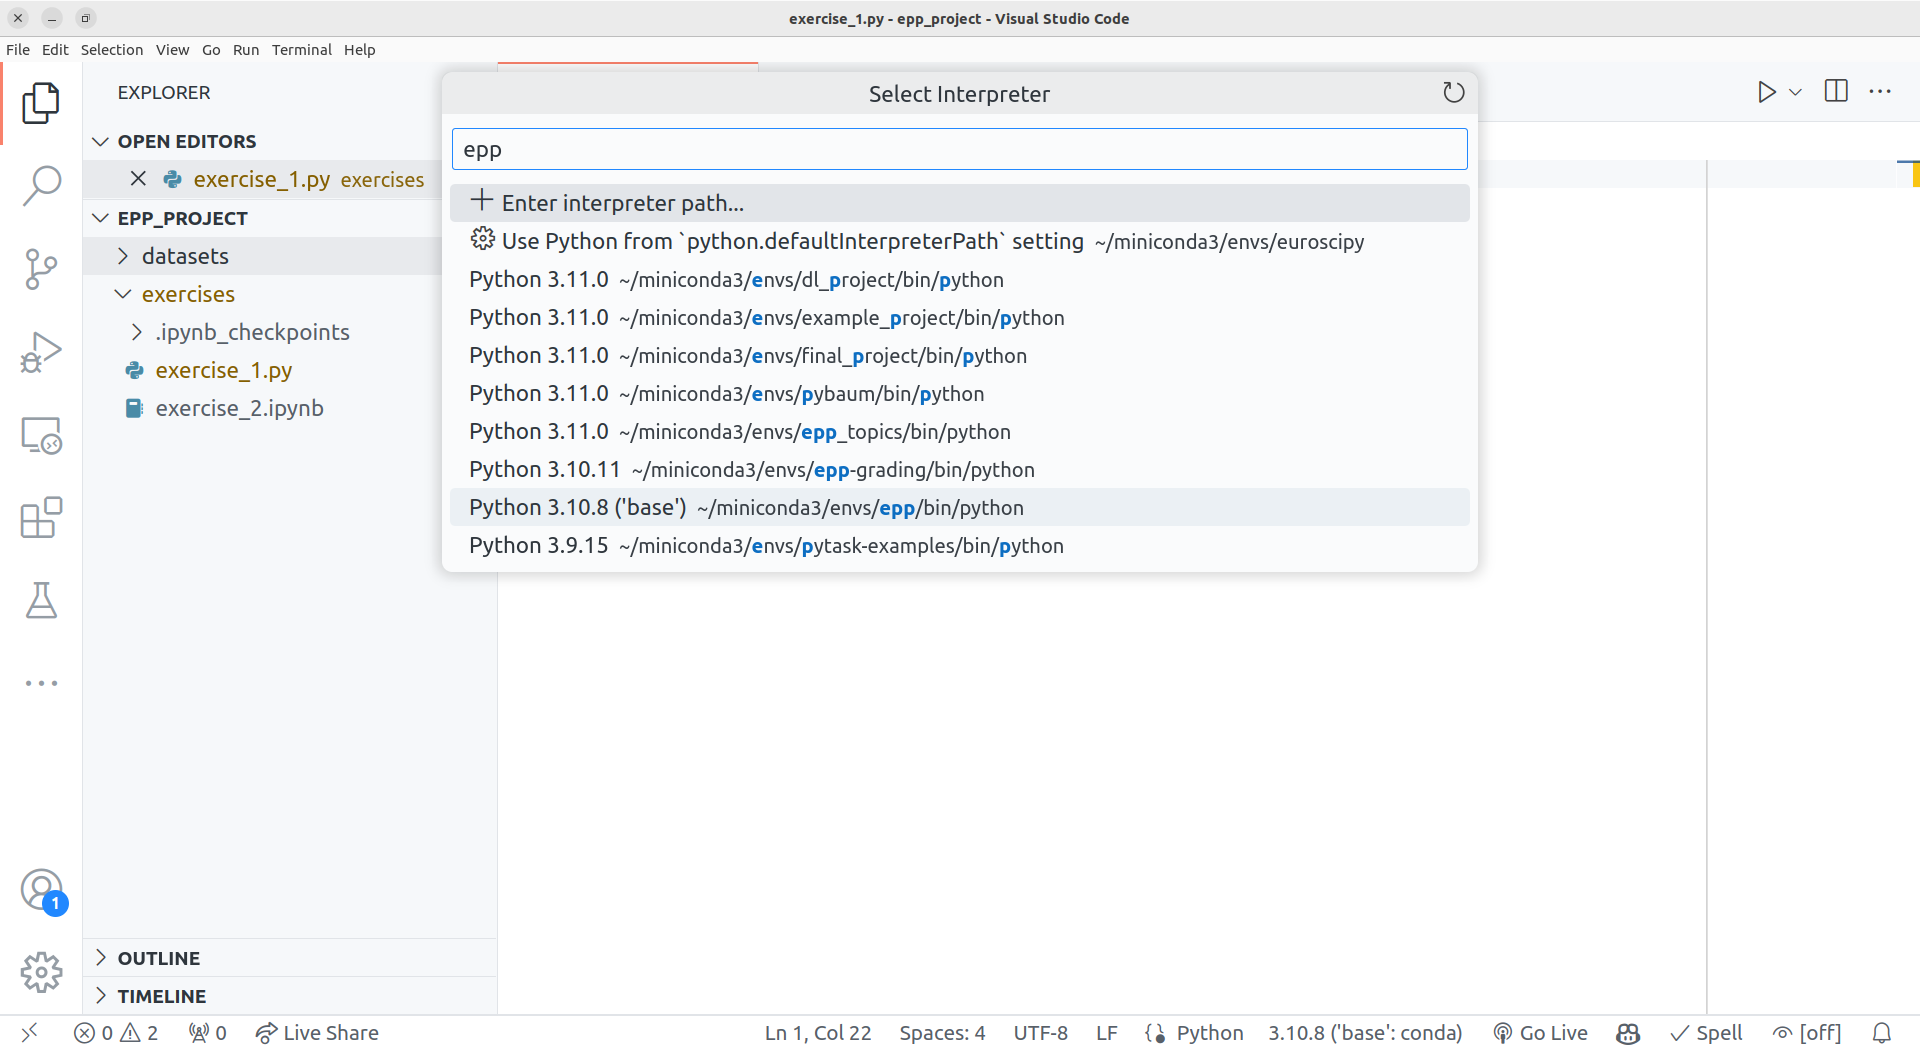 exercise_1.py - epp_project - Visual Studio Code
File Edit Selection View Go Run Terminal Help
EXPLORER
OPEN EDITORS
exercise_1.py exercises
EPP_PROJECT
datasets
exercises
.ipynb_checkpoints
exercise_1.py
exercise_2.ipynb
OUTLINE
TIMELINE
Select Interpreter
epp
Enter interpreter path...
Use Python from `python.defaultInterpreterPath` setting ~/miniconda3/envs/euroscipy
Python 3.11.0 ~/miniconda3/envs/dl_project/bin/python
Python 3.11.0 ~/miniconda3/envs/example_project/bin/python
Python 3.11.0 ~/miniconda3/envs/final_project/bin/python
Python 3.11.0 ~/miniconda3/envs/pybaum/bin/python
Python 3.11.0 ~/miniconda3/envs/epp_topics/bin/python
Python 3.10.11 ~/miniconda3/envs/epp-grading/bin/python
Python 3.10.8 ('base') ~/miniconda3/envs/epp/bin/python
Python 3.9.15 ~/miniconda3/envs/pytask-examples/bin/python
1
0 2 0 Live Share Ln 1, Col 22 Spaces: 4 UTF-8 LF Python 3.10.8 ('base': conda) Go Live Spell [off]